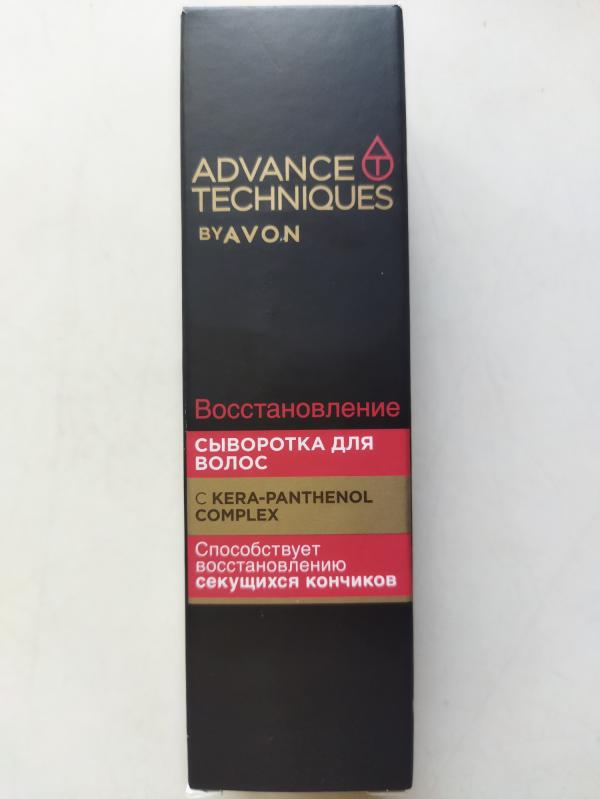 ADVANCE T
TECHNIQUES
BY AVON
Восстановление
СЫВОРОТКА ДЛЯ
ВОЛОС
С KERA-PANTHENOL
COMPLEX
Способствует
восстановлению
секущихся кончиков